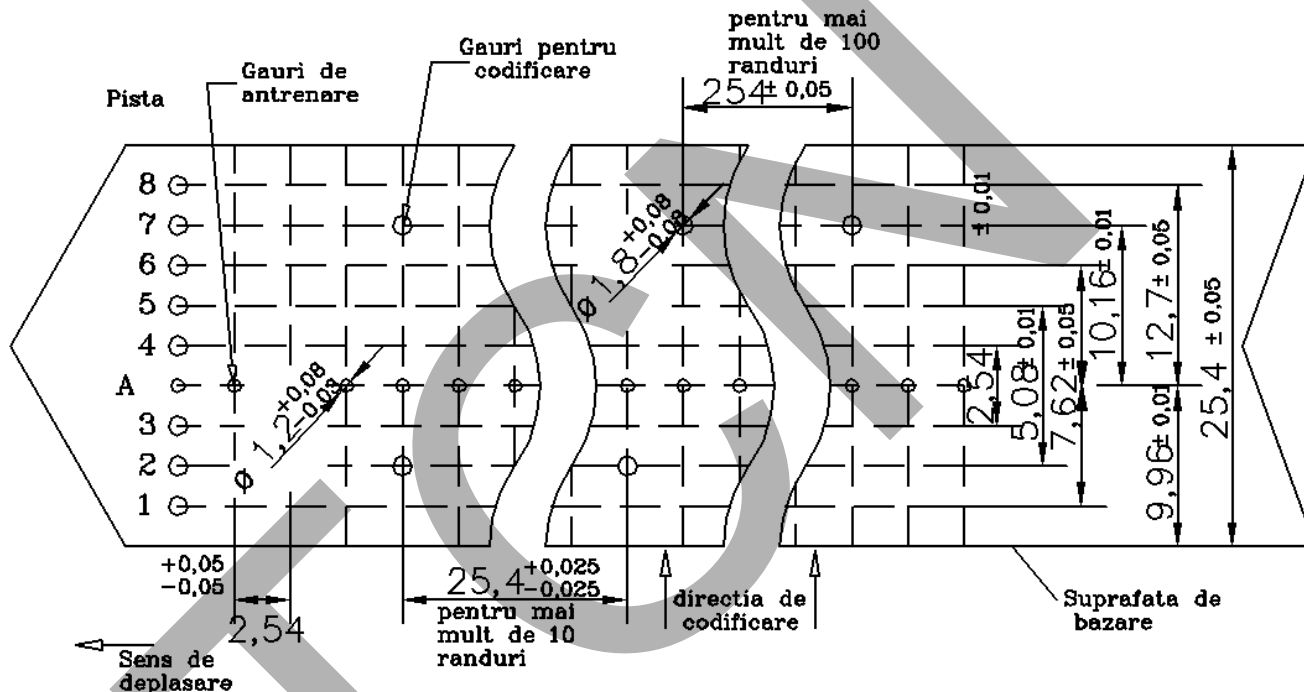 pentru mai
mult de 100
randuri
254± 0,05
Gauri pentru
codificare
Gauri de
antrenare
Pista
8
7
6
5
4
A
3
2
1
ø 1,8+0,08
-0,08
ø 1,2+0,08
-0,03
± 0,01
2,54
5,08± 0,01
7,62± 0,05
10,16± 0,01
12,7± 0,05
9,96±0,01
25,4 ± 0,05
+0,05
-0,05
2,54
25,4+0,025
-0,025
pentru mai
mult de 10
randuri
directia de
codificare
Suprafata de
bazare
Sens de
deplasare